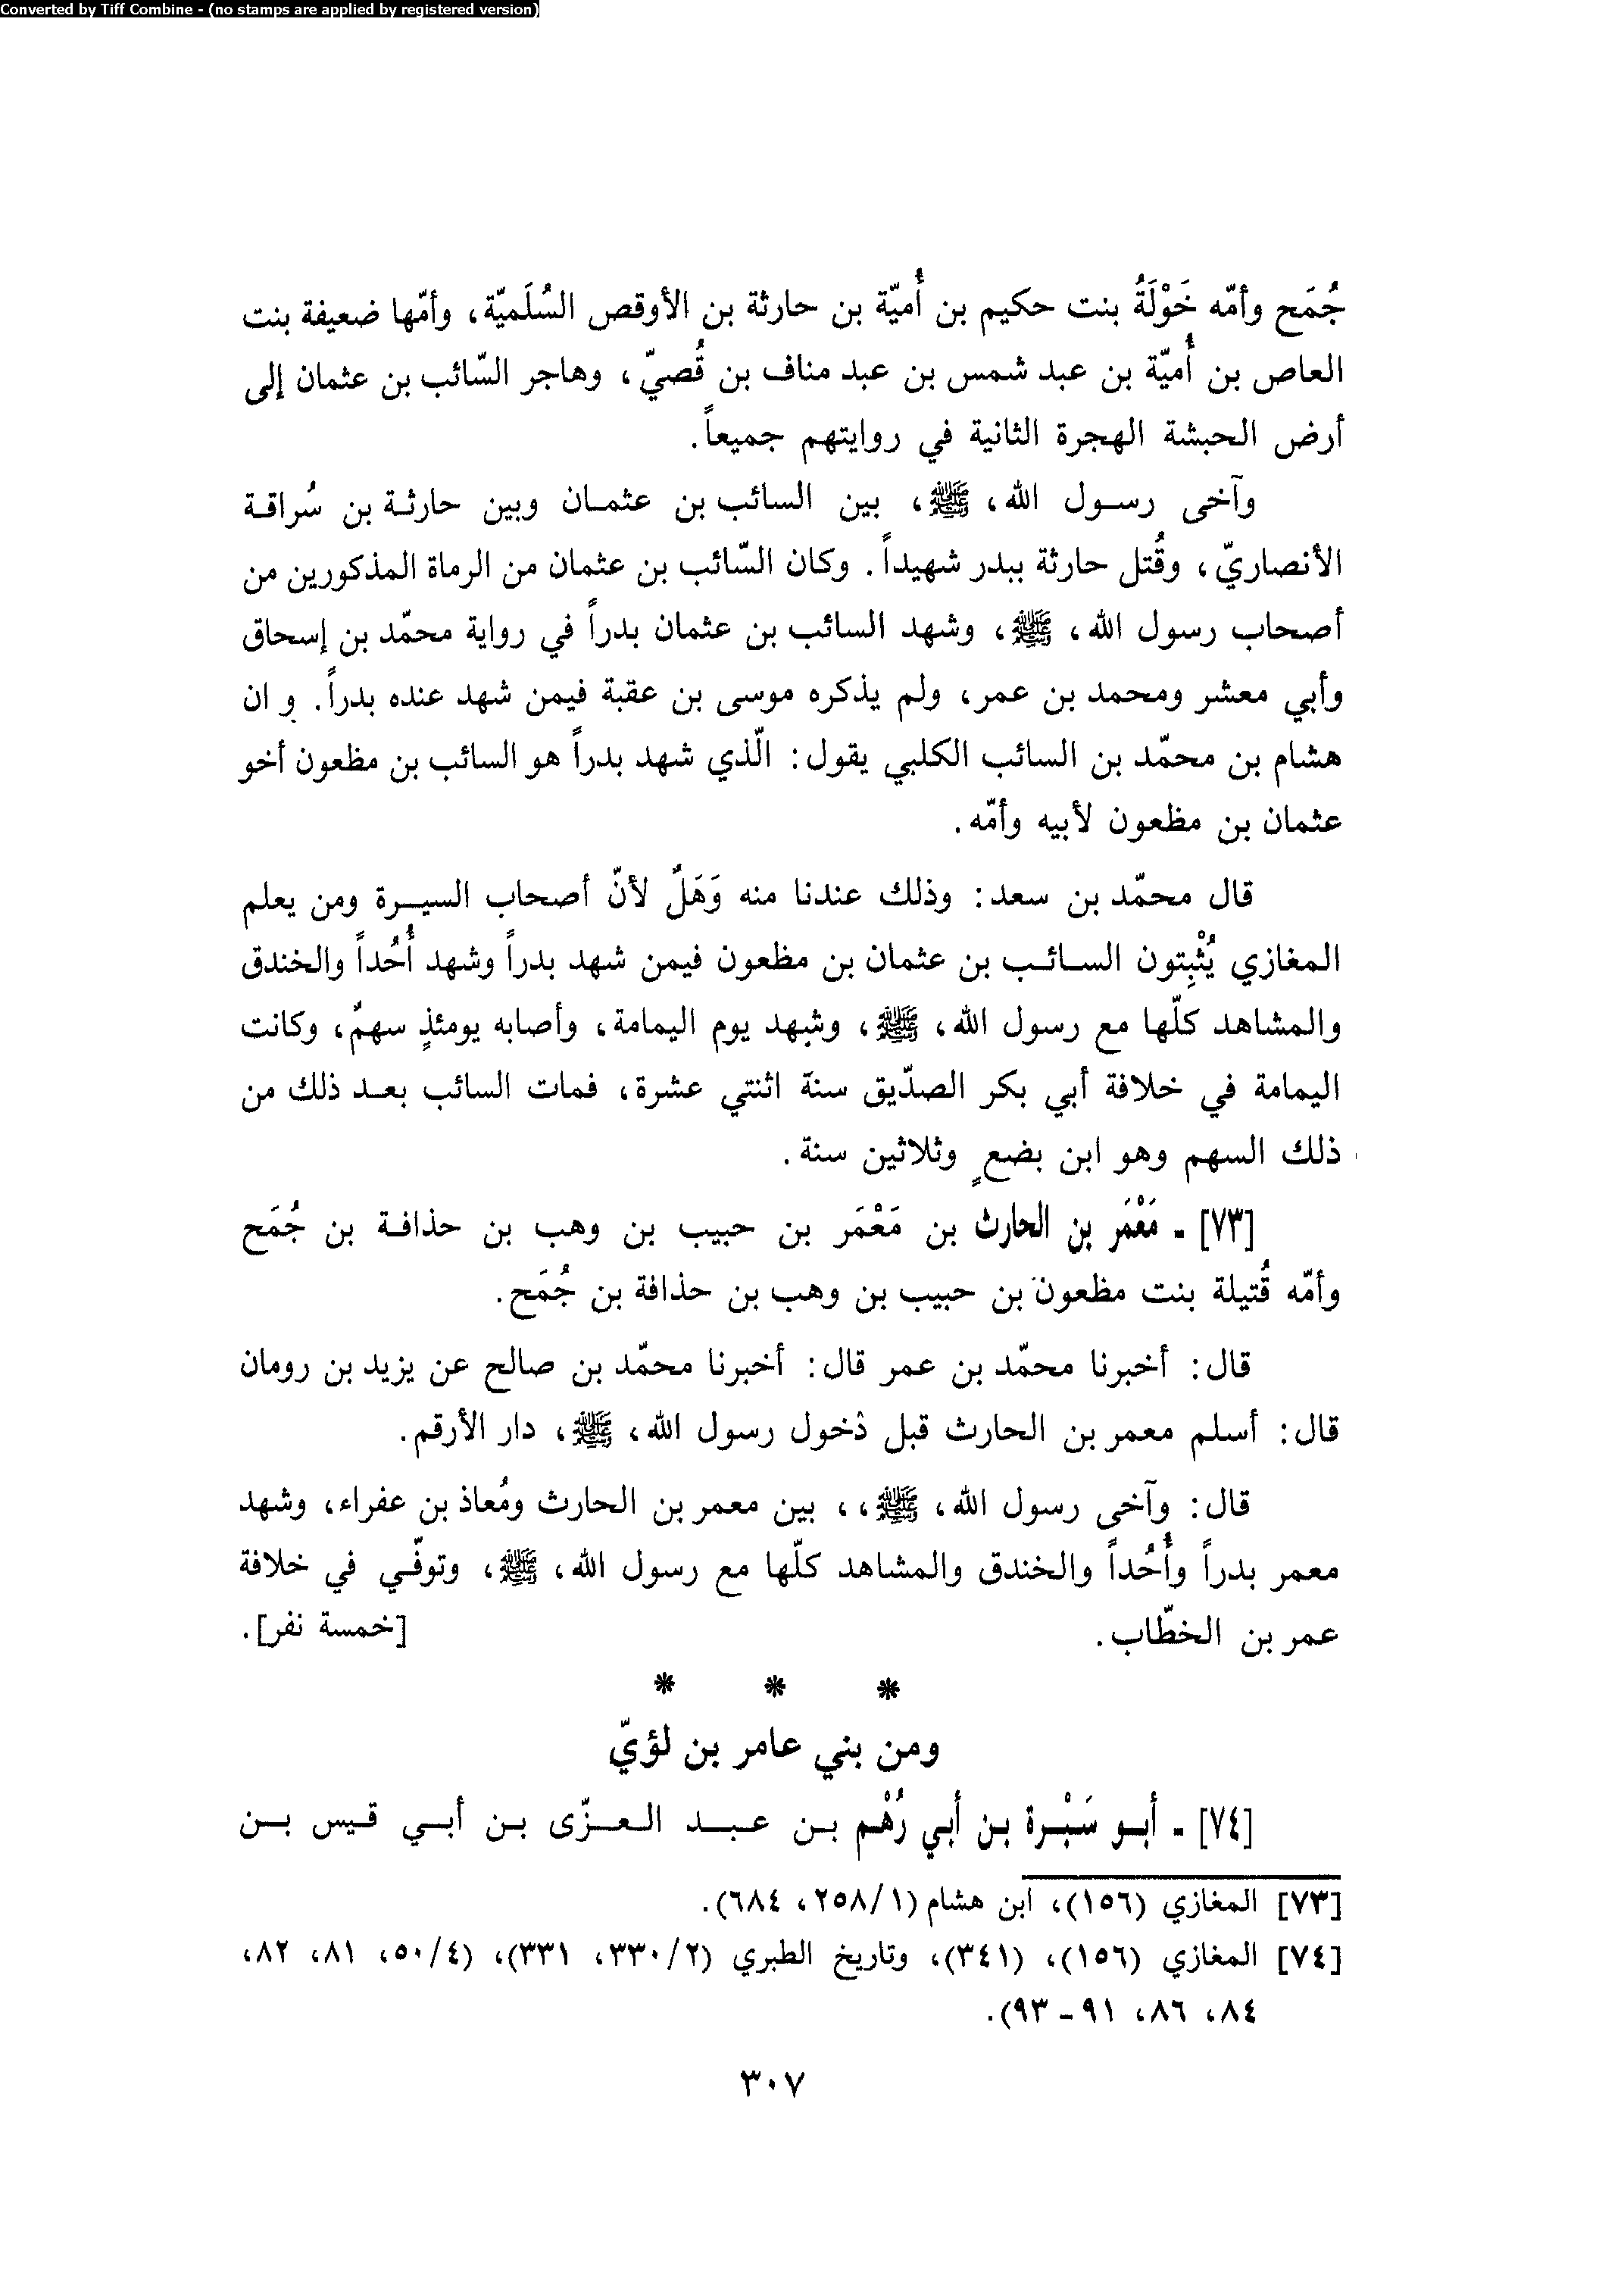 Converted by Tiff Combine - (no stamps are applied by registered version)
جُمَح وأمّه خَوْلَةُ بنت حكيم بن أُميّة بن حارثة بن الأوقص السُلَميّة، وأمّها ضعيفة بنت
العاص بن أُميّة بن عبد شمس بن عبد مناف بن قُصيّ، وهاجر السّائب بن عثمان إلى
أرض الحبشة الهجرة الثانية في روايتهم جميعاً.
وآخى رسول الله، ﷺ، بين السائب بن عثمان وبين حارثة بن سُراقة
الأنصاريّ، وقُتل حارثة ببدر شهيداً. وكان السّائب بن عثمان من الرماة المذكورين من
أصحاب رسول الله، ﷺ، وشهد السائب بن عثمان بدراً في رواية محمّد بن إسحاق
وأبي معشر ومحمد بن عمر، ولم يذكره موسى بن عقبة فيمن شهد عنده بدراً. و ان
هشام بن محمّد بن السائب الكلبي يقول: الّذي شهد بدراً هو السائب بن مظعون أخو
عثمان بن مظعون لأبيه وأمّه.
قال محمّد بن سعد: وذلك عندنا منه وَهَلٌ لأنّ أصحاب السيرة ومن يعلم
المغازي يُثْبِتون السائب بن عثمان بن مظعون فيمن شهد بدراً وشهد أُحُداً والخندق
والمشاهد كلّها مع رسول الله، ﷺ، وشهد يوم اليمامة، وأصابه يومئذٍ سهمٌ، وكانت
اليمامة في خلافة أبي بكر الصدّيق سنة اثنتي عشرة، فمات السائب بعد ذلك من
ذلك السهم وهو ابن بضعٍ وثلاثين سنة.
[٧٣] ـ مَعْمَر بن الحارث بن مَعْمَر بن حبيب بن وهب بن حذافة بن جُمَح
وأمّه قُتيلة بنت مظعون بن حبيب بن وهب بن حذافة بن جُمَح.
قال: أخبرنا محمّد بن عمر قال: أخبرنا محمّد بن صالح عن يزيد بن رومان
قال: أسلم معمر بن الحارث قبل دُخول رسول الله، ﷺ، دار الأرقم.
قال: وآخى رسول الله، ﷺ،، بين معمر بن الحارث ومُعاذ بن عفراء، وشهد
معمر بدراً وأُحُداً والخندق والمشاهد كلّها مع رسول الله، ﷺ، وتوفّي في خلافة
عمر بن الخطّاب. [خمسة نفر].
* * *
ومن بني عامر بن لؤيّ
[٧٤] ـ أبو سَبْرة بن أبي رُهْم بن عبد العزّى بن أبي قيس بن
[٧٣] المغازي (١٥٦)، ابن هشام (٢٥٨/١، ٦٨٤).
[٧٤] المغازي (١٥٦)، (٣٤١)، وتاريخ الطبري (٣٣٠/٢، ٣٣١)، (٥٠/٤، ٨١، ٨٢،
٨٤، ٨٦، ٩١ ـ ٩٣).
٣٠٧